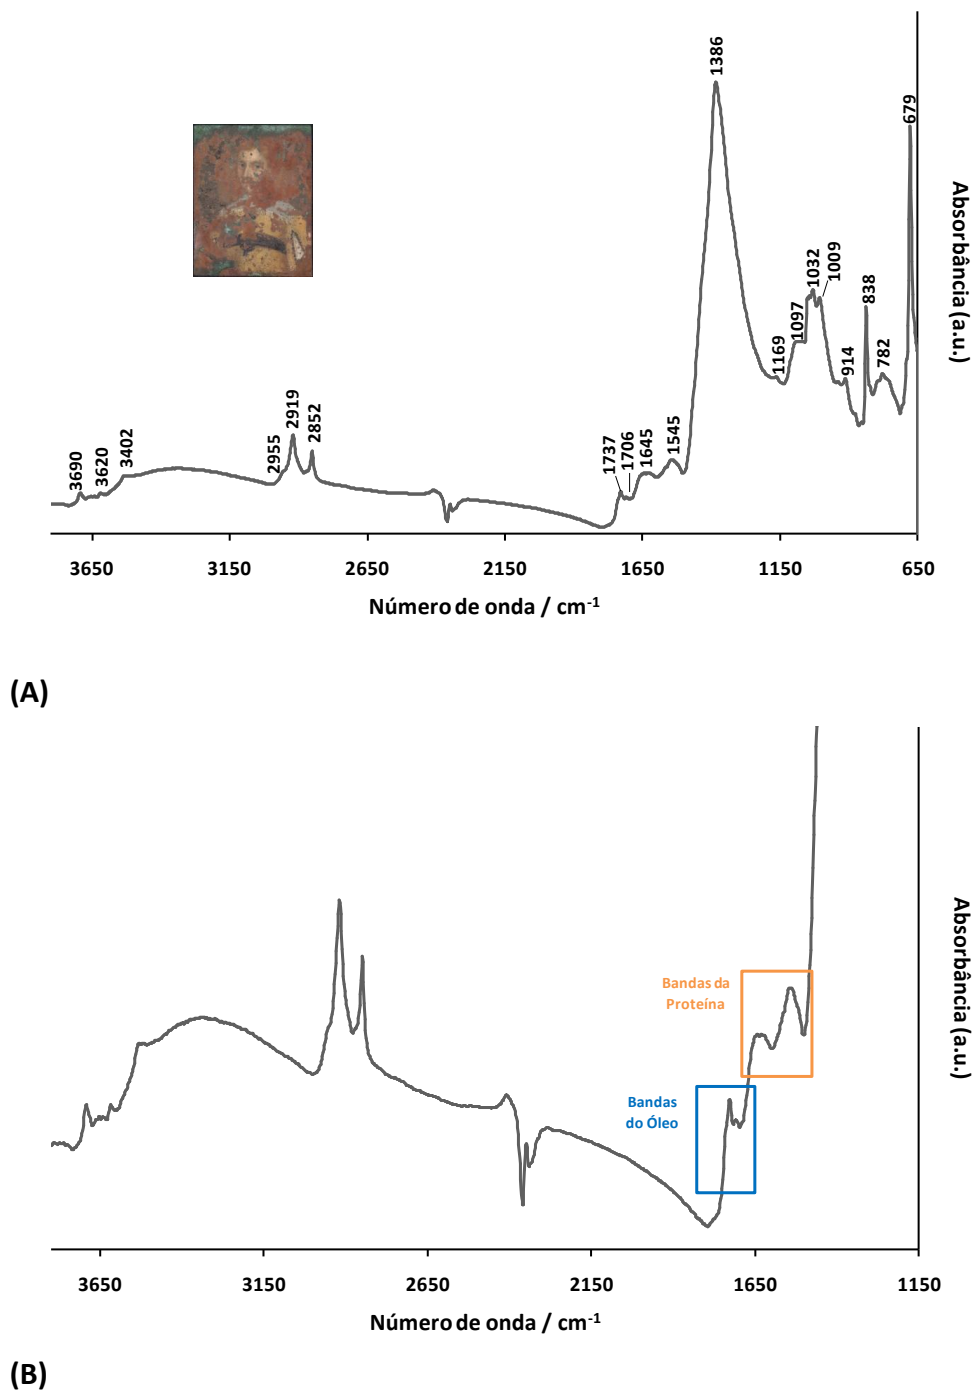 3690
3620
3402
2955
2919
2852
1737
1706
1645
1545
1386
1169
1097
1032
1009
914
838
782
679
Absorbância (a.u.)
3650 3150 2650 2150 1650 1150 650
Número de onda / cm-1
(A)
Bandas da
Proteína
Bandas
do Óleo
Absorbância (a.u.)
3650 3150 2650 2150 1650 1150
Número de onda / cm-1
(B)